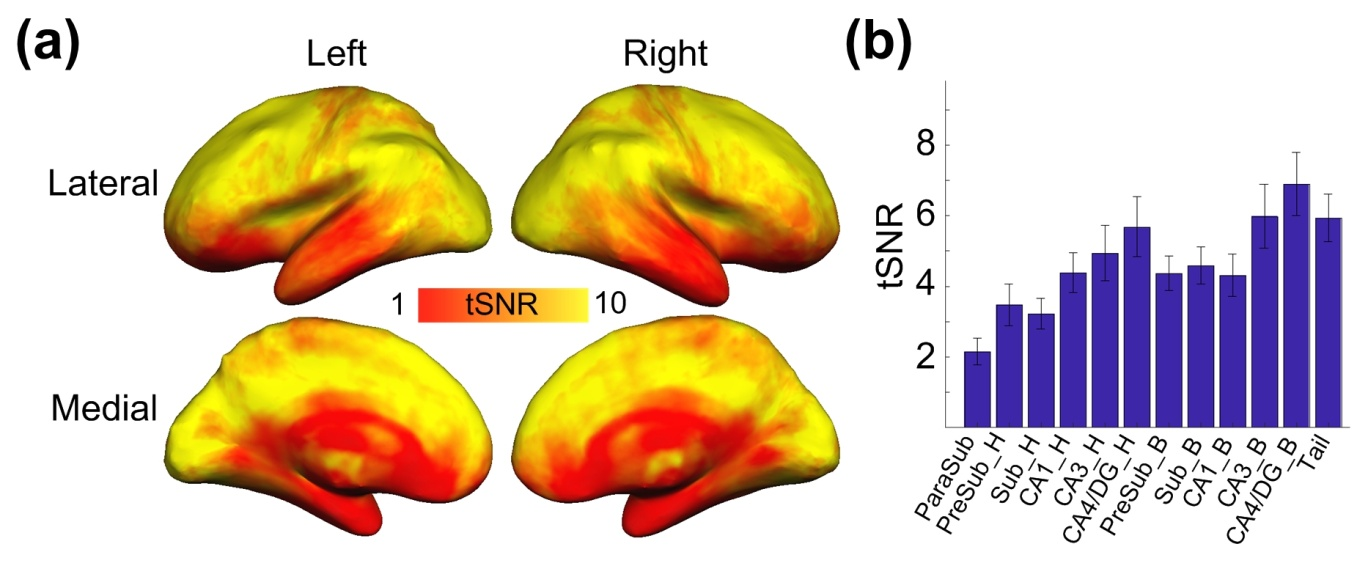 (a)
Left
Right
Lateral
1 tSNR 10
Medial
(b)
tSNR
8
6
4
2
ParaSub
PreSub_H
Sub_H
CA1_H
CA3_H
CA4/DG_H
PreSub_B
Sub_B
CA1_B
CA3_B
CA4/DG_B
Tail